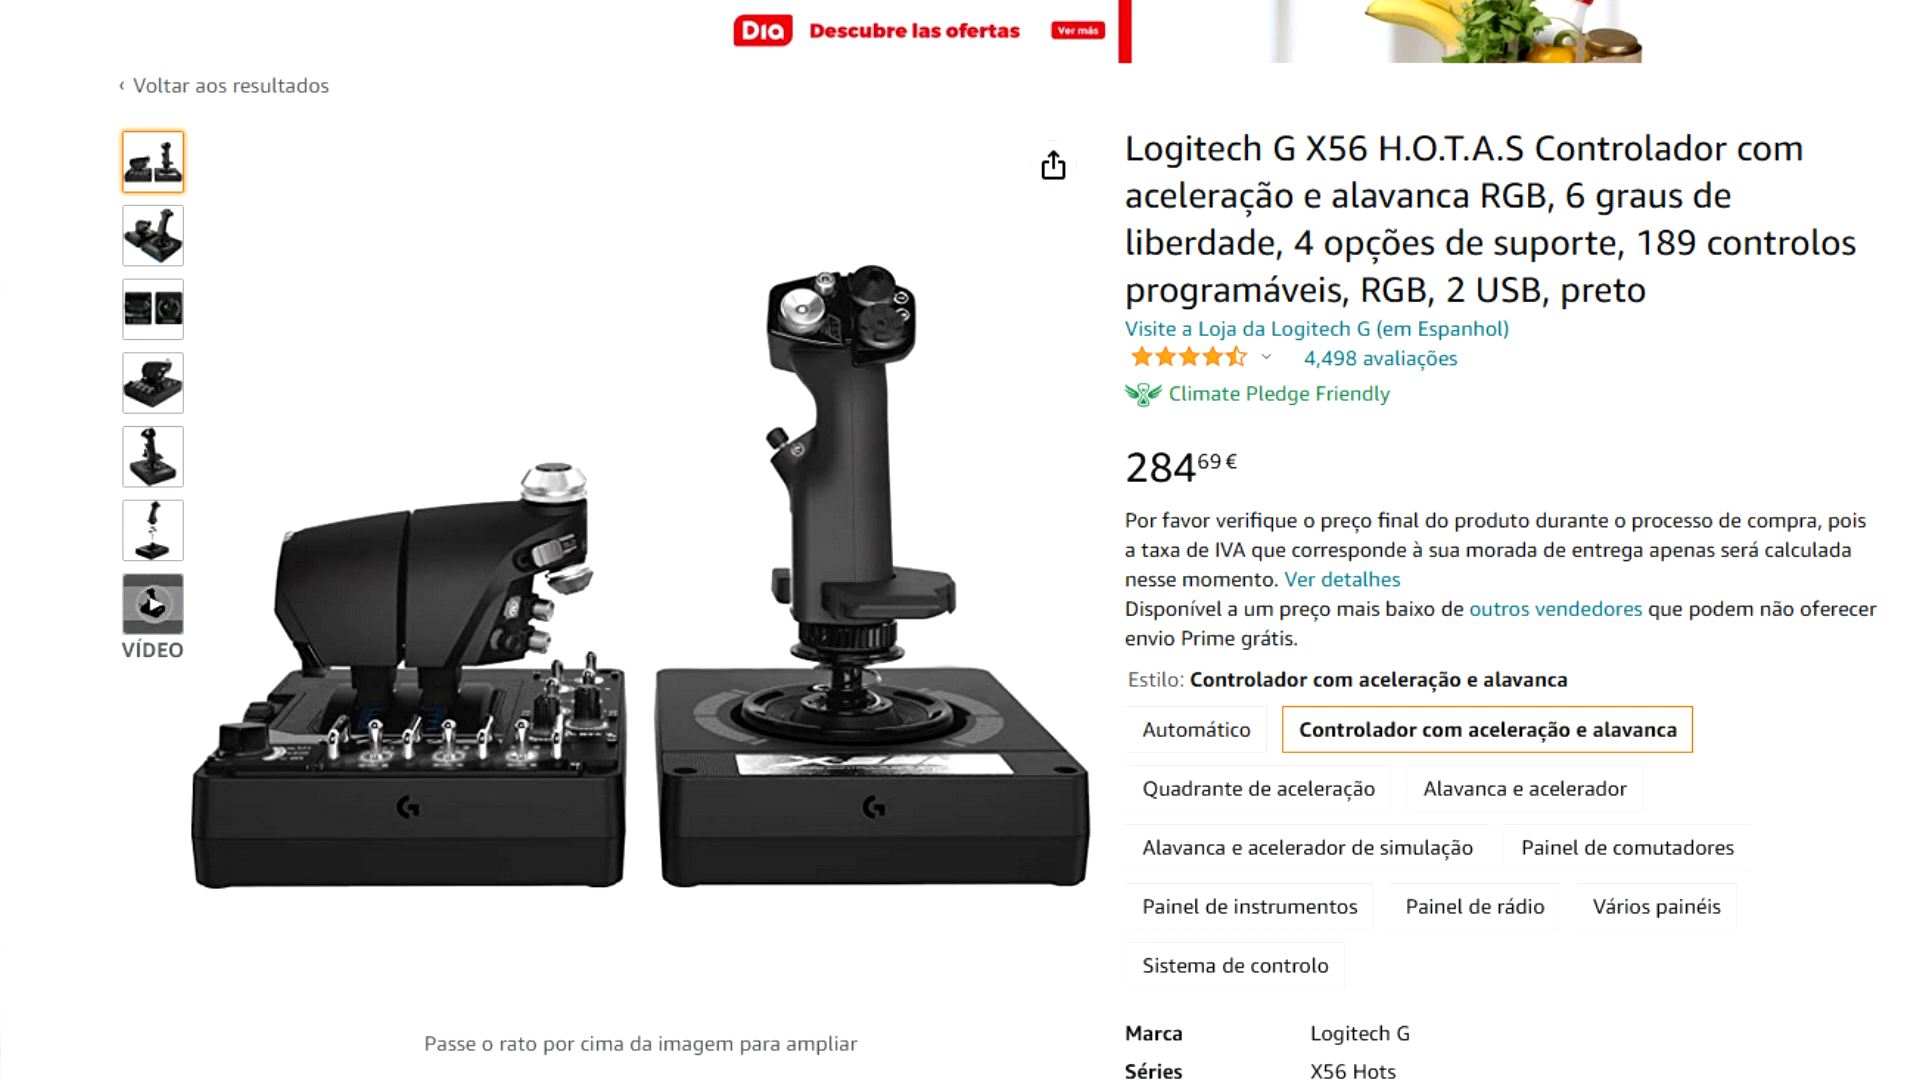 Dia
Descubre las ofertas
Ver más
‹ Voltar aos resultados
Logitech G X56 H.O.T.A.S Controlador com
aceleração e alavanca RGB, 6 graus de
liberdade, 4 opções de suporte, 189 controlos
programáveis, RGB, 2 USB, preto
Visite a Loja da Logitech G (em Espanhol)
4,498 avaliações
Climate Pledge Friendly
28469 €
Por favor verifique o preço final do produto durante o processo de compra, pois
a taxa de IVA que corresponde à sua morada de entrega apenas será calculada
nesse momento. Ver detalhes
Disponível a um preço mais baixo de outros vendedores que podem não oferecer
envio Prime grátis.
VÍDEO
Estilo: Controlador com aceleração e alavanca
Automático
Controlador com aceleração e alavanca
Quadrante de aceleração
Alavanca e acelerador
Alavanca e acelerador de simulação
Painel de comutadores
Painel de instrumentos
Painel de rádio
Vários painéis
Sistema de controlo
Passe o rato por cima da imagem para ampliar
Marca Logitech G
Séries X56 Hots